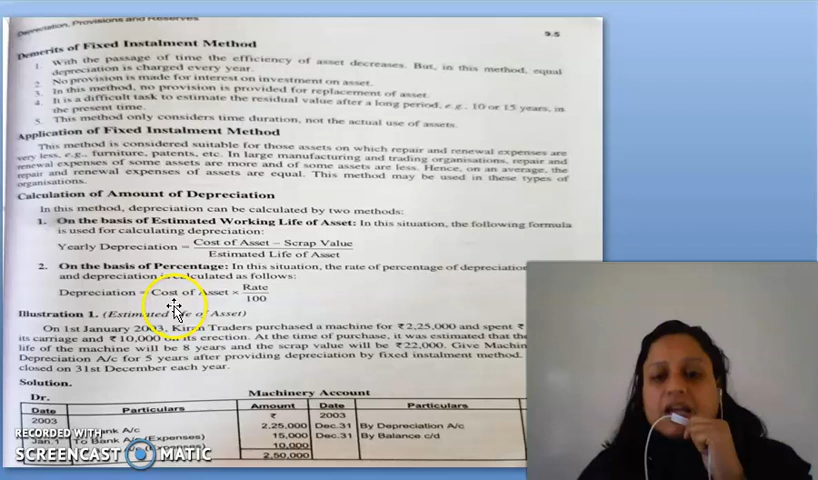 Depreciation, Provisions and Reserves
9.5
Demerits of Fixed Instalment Method
1. With the passage of time the efficiency of asset decreases. But, in this method, equal
depreciation is charged every year.
2. No provision is made for interest on investment on asset.
3. In this method, no provision is provided for replacement of asset.
4. It is a difficult task to estimate the residual value after a long period, e.g., 10 or 15 years, in
the present time.
5. This method only considers time duration, not the actual use of assets.
Application of Fixed Instalment Method
This method is considered suitable for those assets on which repair and renewal expenses are
very less, e.g., furniture, patents, etc. In large manufacturing and trading organisations, repair and
renewal expenses of some assets are more and of some assets are less. Hence, on an average, the
repair and renewal expenses of assets are equal. This method may be used in these types of
organisations.
Calculation of Amount of Depreciation
In this method, depreciation can be calculated by two methods:
1. On the basis of Estimated Working Life of Asset: In this situation, the following formula
is used for calculating depreciation:
Yearly Depreciation = Cost of Asset − Scrap Value
Estimated Life of Asset
2. On the basis of Percentage: In this situation, the rate of percentage of depreciation
and depreciation is calculated as follows:
Depreciation = Cost of Asset × Rate
100
Illustration 1. (Estimated Life of Asset)
On 1st January 2003, Kiran Traders purchased a machine for ₹ 2,25,000 and spent ₹
its carriage and ₹ 10,000 on its erection. At the time of purchase, it was estimated that the
life of the machine will be 8 years and the scrap value will be ₹ 22,000. Give Machin
Depreciation A/c for 5 years after providing depreciation by fixed instalment method.
closed on 31st December each year.
Solution.
Dr. Machinery Account
Date Particulars Amount Date Particulars
2003 ₹ 2003
Bank A/c 2,25,000 Dec.31 By Depreciation A/c
Jan.1 To Bank A/c (Expenses) 15,000 Dec.31 By Balance c/d
10,000
2,50,000
RECORDED WITH
SCREENCAST MATIC